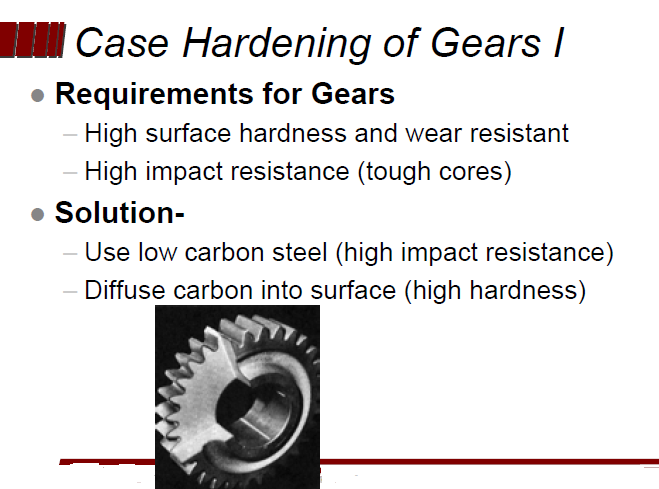 Case Hardening of Gears I
● Requirements for Gears
– High surface hardness and wear resistant
– High impact resistance (tough cores)
● Solution-
– Use low carbon steel (high impact resistance)
– Diffuse carbon into surface (high hardness)